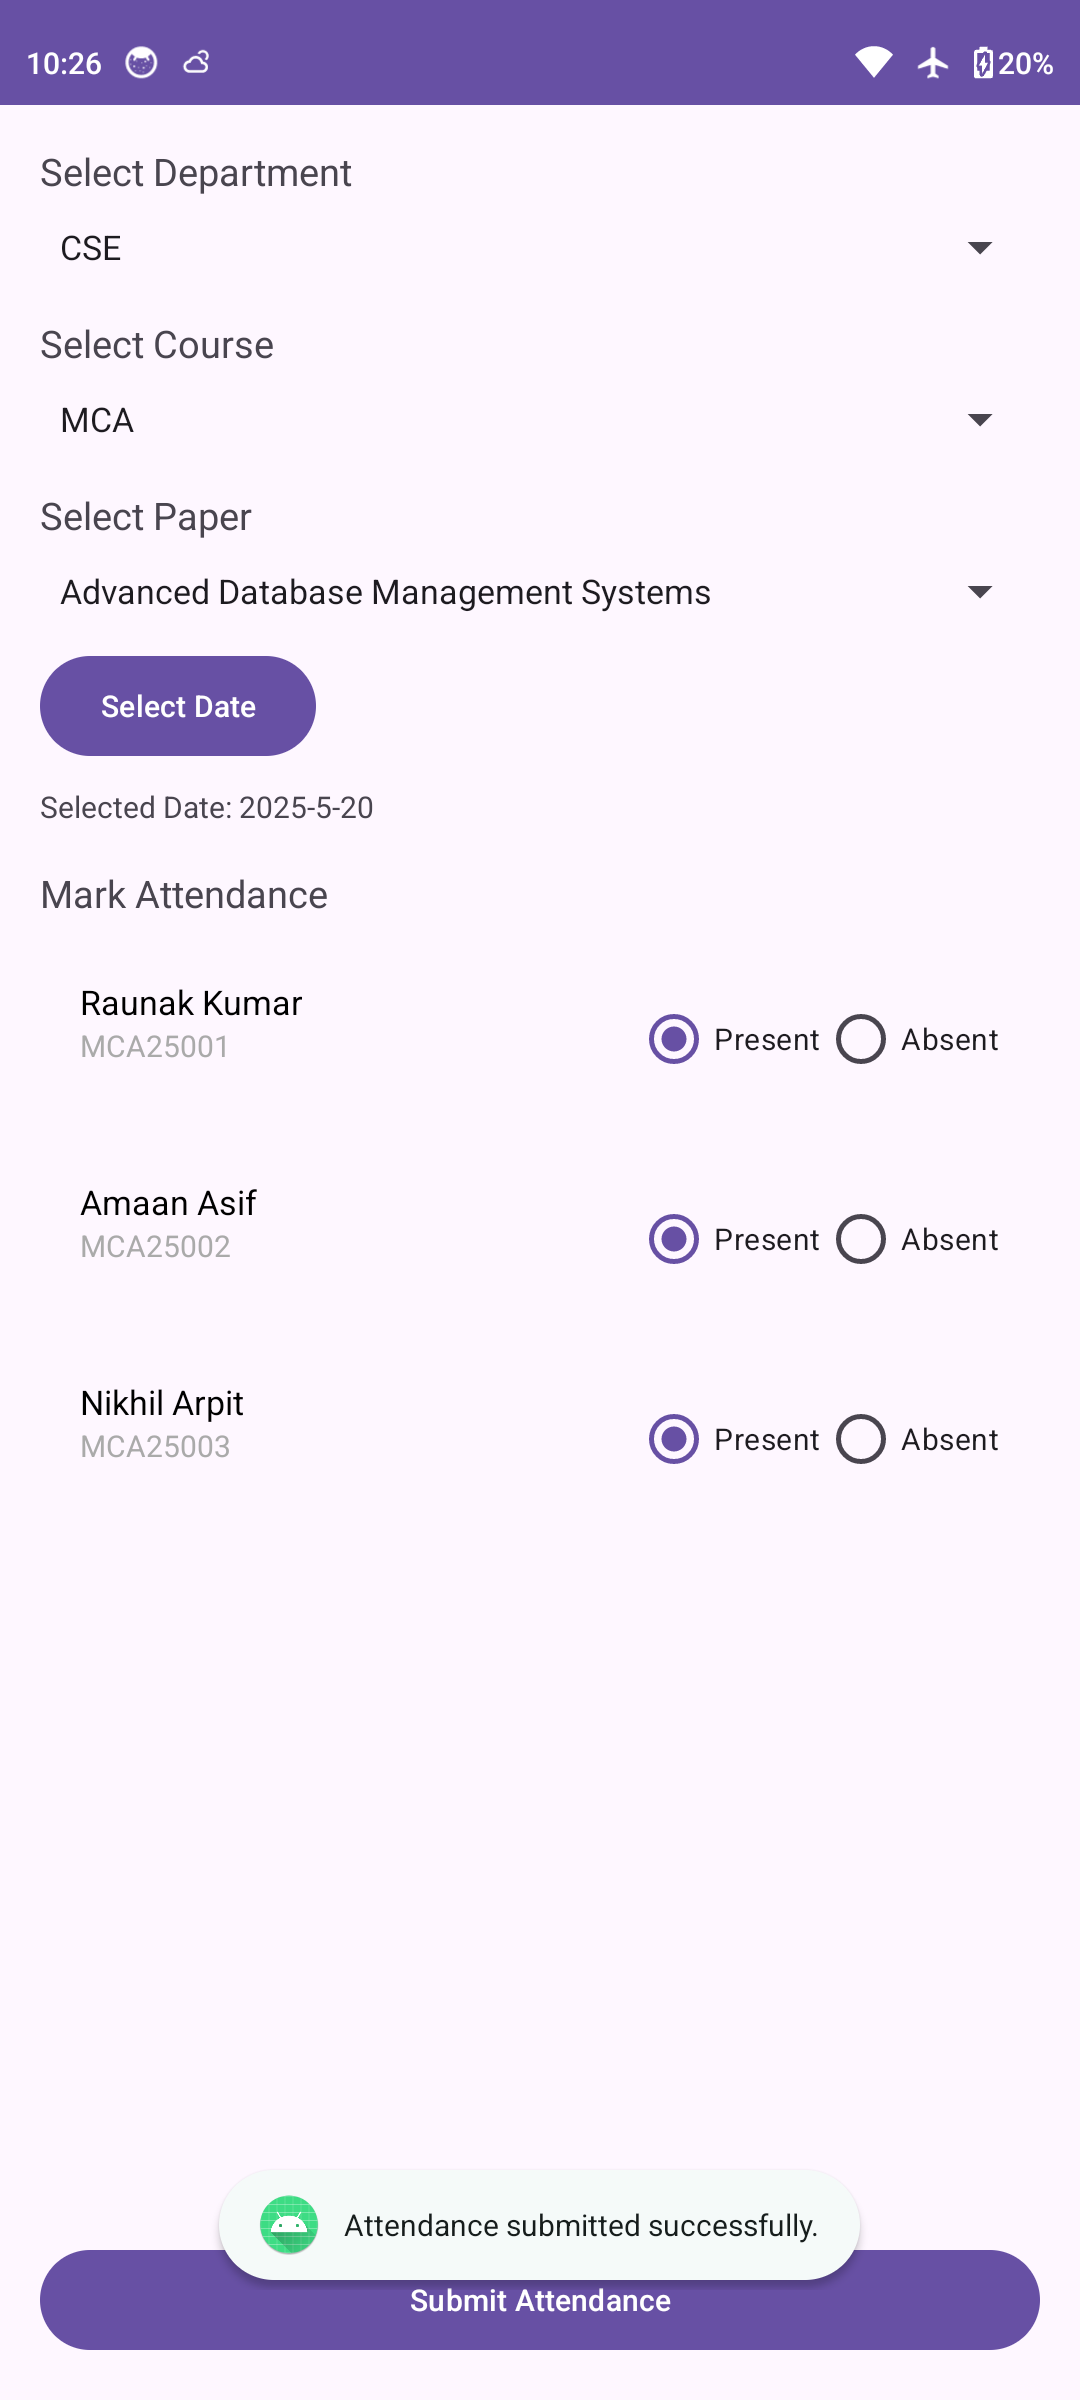 10:26 20%
Select Department
CSE
Select Course
MCA
Select Paper
Advanced Database Management Systems
Select Date
Selected Date: 2025-5-20
Mark Attendance
Raunak Kumar
MCA25001
Present Absent
Amaan Asif
MCA25002
Present Absent
Nikhil Arpit
MCA25003
Present Absent
Attendance submitted successfully.
Submit Attendance